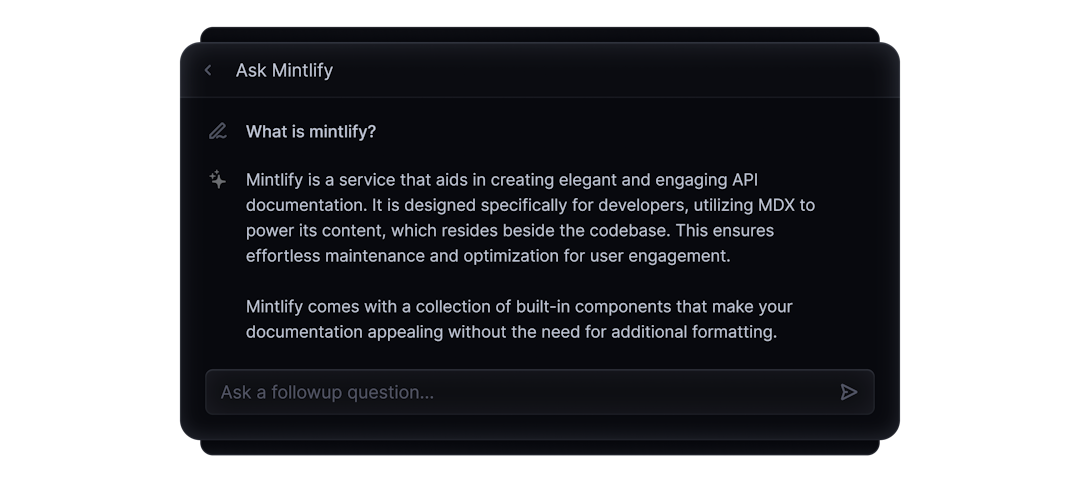 Ask Mintlify
What is mintlify?
Mintlify is a service that aids in creating elegant and engaging API
documentation. It is designed specifically for developers, utilizing MDX to
power its content, which resides beside the codebase. This ensures
effortless maintenance and optimization for user engagement.
Mintlify comes with a collection of built-in components that make your
documentation appealing without the need for additional formatting.
Ask a followup question...